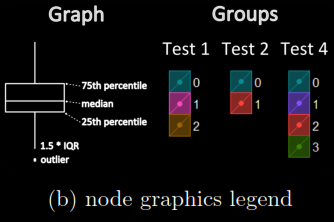 Graph
Groups
Test 1 Test 2 Test 4
75th percentile
median
25th percentile
1.5 * IQR
outlier
0 0 0
1 1 1
2 2
3
(b) node graphics legend